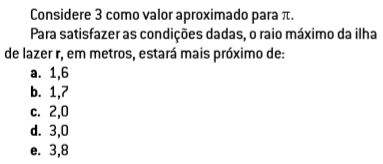 Considere 3 como valor aproximado para π.
Para satisfazer as condições dadas, o raio máximo da ilha
de lazer r, em metros, estará mais próximo de:
a. 1,6
b. 1,7
c. 2,0
d. 3,0
e. 3,8